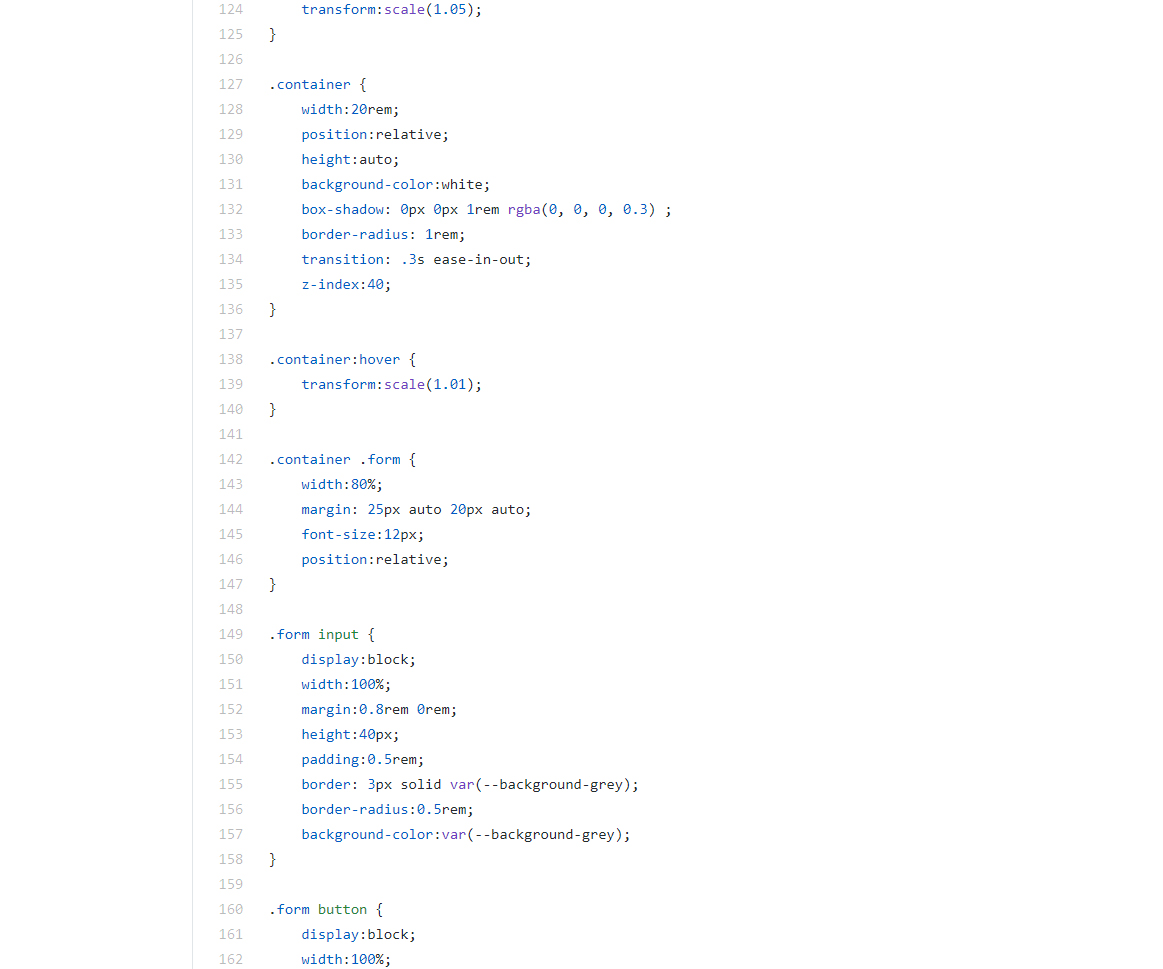 124 transform:scale(1.05);
125 }
126
127 .container {
128 width:20rem;
129 position:relative;
130 height:auto;
131 background-color:white;
132 box-shadow: 0px 0px 1rem rgba(0, 0, 0, 0.3) ;
133 border-radius: 1rem;
134 transition: .3s ease-in-out;
135 z-index:40;
136 }
137
138 .container:hover {
139 transform:scale(1.01);
140 }
141
142 .container .form {
143 width:80%;
144 margin: 25px auto 20px auto;
145 font-size:12px;
146 position:relative;
147 }
148
149 .form input {
150 display:block;
151 width:100%;
152 margin:0.8rem 0rem;
153 height:40px;
154 padding:0.5rem;
155 border: 3px solid var(--background-grey);
156 border-radius:0.5rem;
157 background-color:var(--background-grey);
158 }
159
160 .form button {
161 display:block;
162 width:100%;